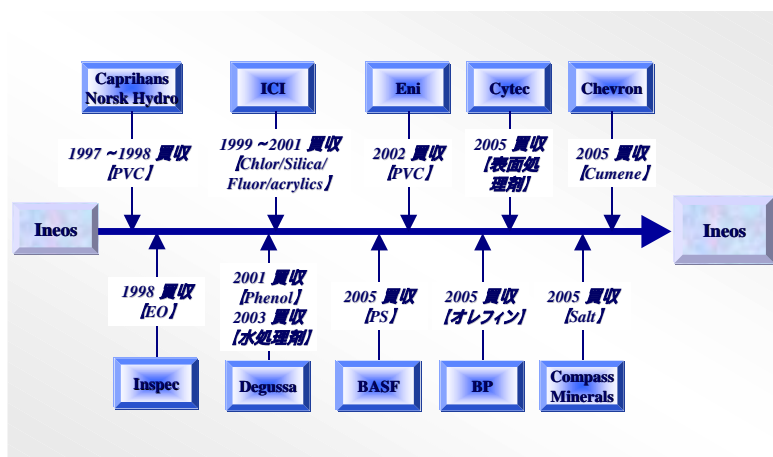 Caprihans
Norsk Hydro
ICI
Eni
Cytec
Chevron
1997 ~1998 買収
【PVC】
1999 ~2001 買収
【Chlor/Silica/
Fluor/acrylics】
2002 買収
【PVC】
2005 買収
【表面処
理剤】
2005 買収
【Cumene】
Ineos
Ineos
1998 買収
【EO】
2001 買収
【Phenol】
2003 買収
【水処理剤】
2005 買収
【PS】
2005 買収
【オレフィン】
2005 買収
【Salt】
Inspec
Degussa
BASF
BP
Compass
Minerals